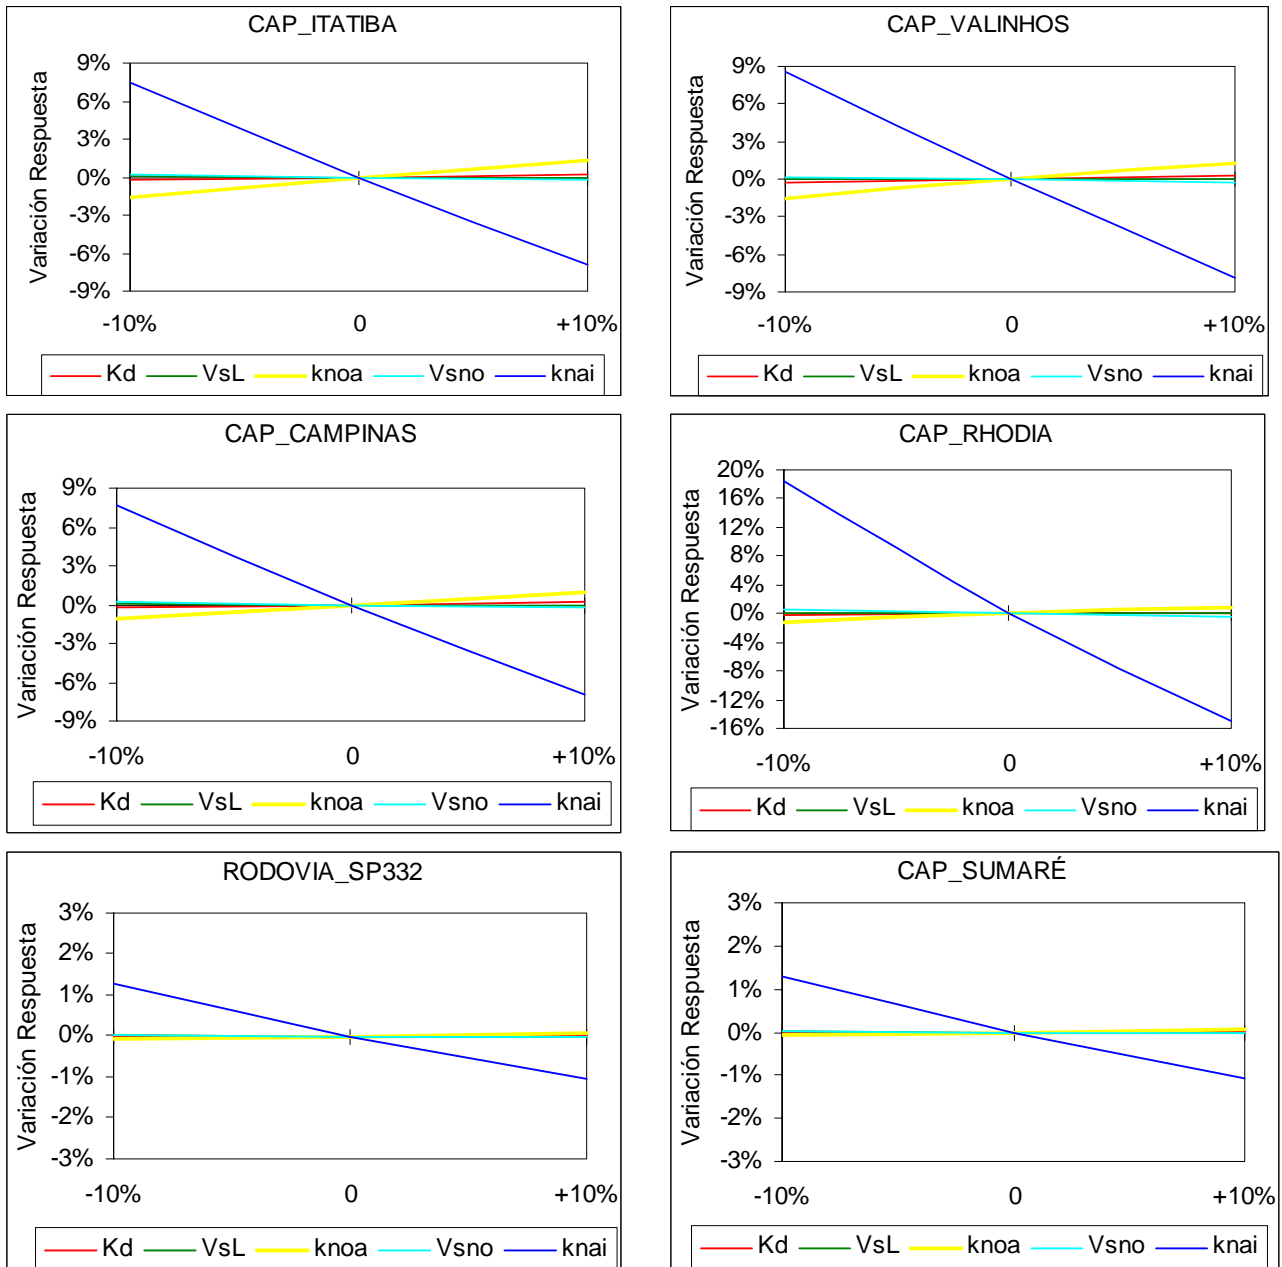 CAP_ITATIBA
Variación Respuesta
9%
6%
3%
0%
-3%
-6%
-9%
-10% 0 +10%
Kd VsL knoa Vsno knai
CAP_VALINHOS
Variación Respuesta
9%
6%
3%
0%
-3%
-6%
-9%
-10% 0 +10%
Kd VsL knoa Vsno knai
CAP_CAMPINAS
Variación Respuesta
9%
6%
3%
0%
-3%
-6%
-9%
-10% 0 +10%
Kd VsL knoa Vsno knai
CAP_RHODIA
Variación Respuesta
20%
16%
12%
8%
4%
0%
-4%
-8%
-12%
-16%
-10% 0 +10%
Kd VsL knoa Vsno knai
RODOVIA_SP332
Variación Respuesta
3%
2%
1%
0%
-1%
-2%
-3%
-10% 0 +10%
Kd VsL knoa Vsno knai
CAP_SUMARÉ
Variación Respuesta
3%
2%
1%
0%
-1%
-2%
-3%
-10% 0 +10%
Kd VsL knoa Vsno knai